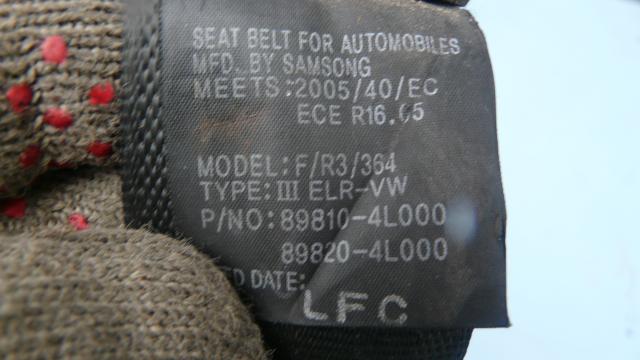 SEAT BELT FOR AUTOMOBILES
MFD. BY SAMSONG
MEETS:2005/40/EC
ECE R16.05
MODEL:F/R3/364
TYPE:III ELR-VW
P/NO:89810-4L000
89820-4L000
DATE:
LFC